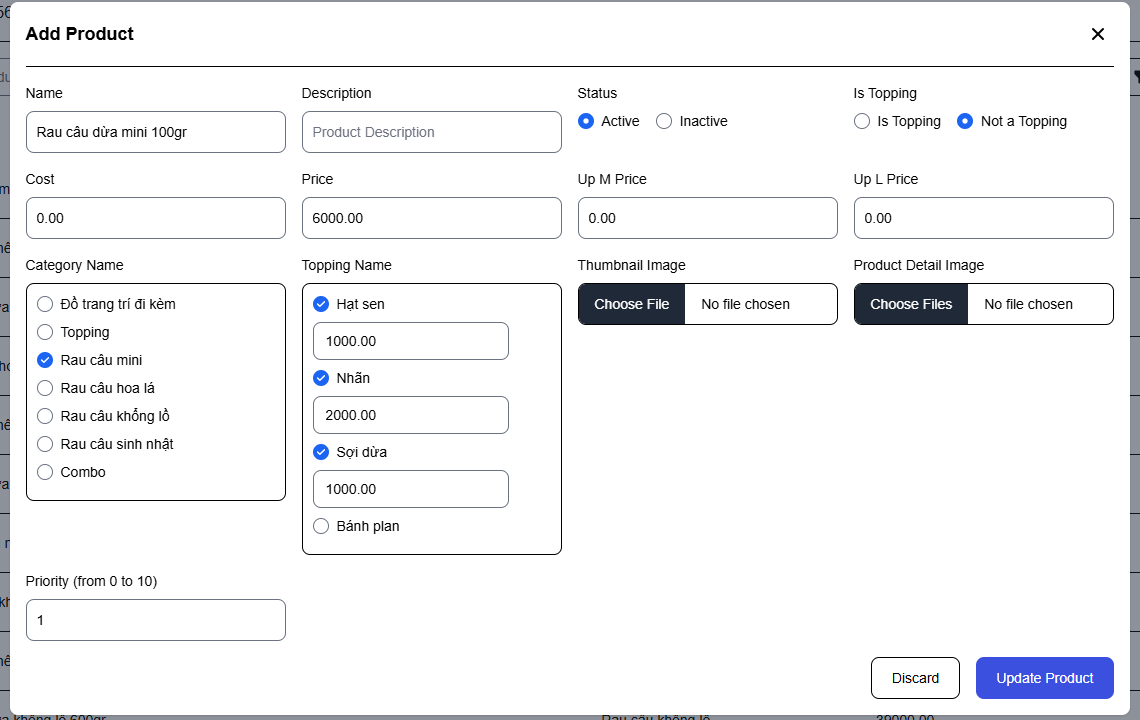 Add Product
Name
Description
Status
Is Topping
Rau câu dừa mini 100gr
Product Description
Active
Inactive
Is Topping
Not a Topping
Cost
Price
Up M Price
Up L Price
0.00
6000.00
0.00
0.00
Category Name
Topping Name
Thumbnail Image
Product Detail Image
Đồ trang trí đi kèm
Topping
Rau câu mini
Rau câu hoa lá
Rau câu khổng lồ
Rau câu sinh nhật
Combo
Hạt sen
1000.00
Nhãn
2000.00
Sợi dừa
1000.00
Bánh plan
Choose File
No file chosen
Choose Files
No file chosen
Priority (from 0 to 10)
1
Discard
Update Product